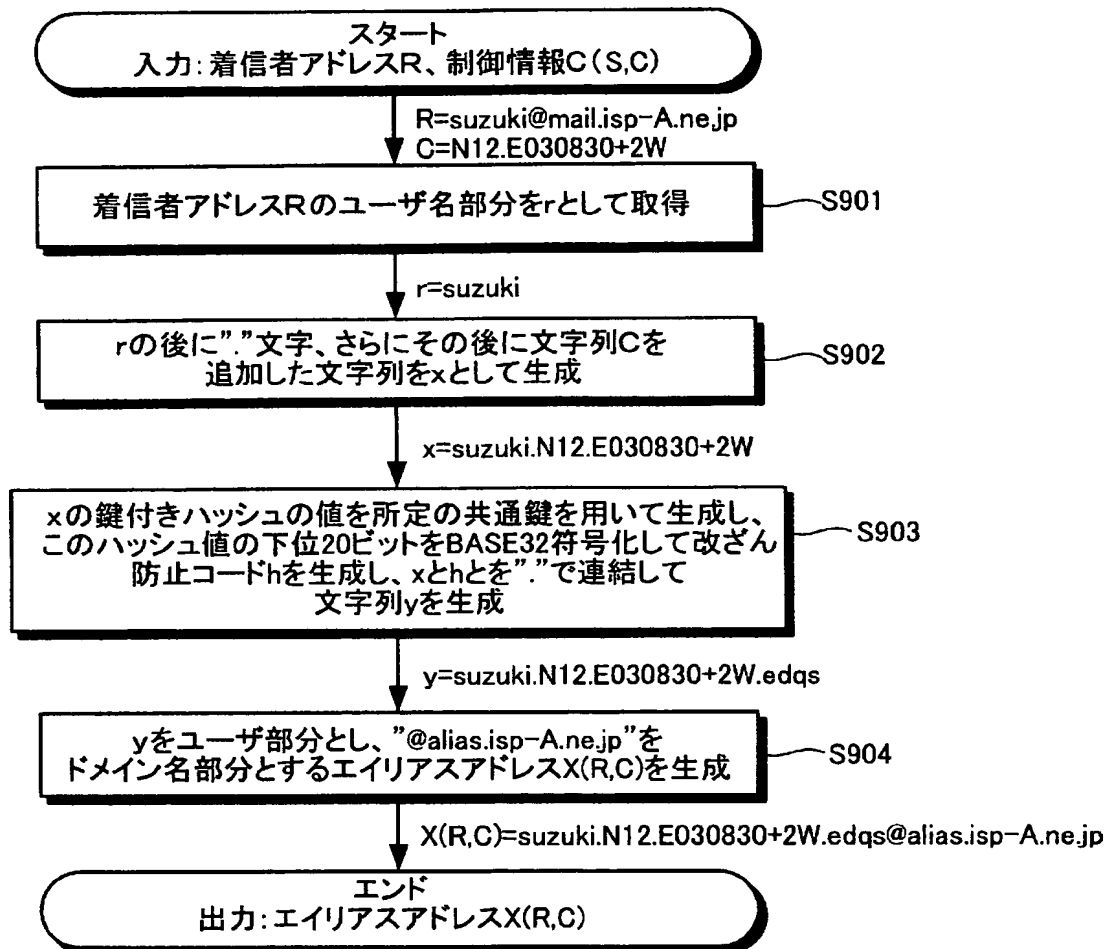 スタート
入力：着信者アドレスR、制御情報C（S,C）
R=suzuki@mail.isp-A.ne.jp
C=N12.E030830+2W
着信者アドレスRのユーザ名部分をrとして取得
S901
r=suzuki
rの後に”.”文字、さらにその後に文字列Cを
追加した文字列をxとして生成
S902
x=suzuki.N12.E030830+2W
xの鍵付きハッシュの値を所定の共通鍵を用いて生成し、
このハッシュ値の下位20ビットをBASE32符号化して改ざん
防止コードhを生成し、xとhとを”.”で連結して
文字列yを生成
S903
y=suzuki.N12.E030830+2W.edqs
yをユーザ部分とし、”@alias.isp-A.ne.jp”を
ドメイン名部分とするエイリアスアドレスX(R,C)を生成
S904
X(R,C)=suzuki.N12.E030830+2W.edqs@alias.isp-A.ne.jp
エンド
出力：エイリアスアドレスX(R,C)